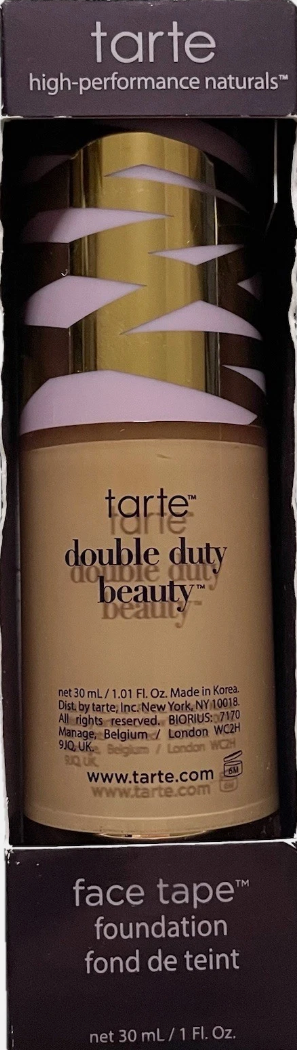 tarte
high-performance naturals™
tarte™
double duty
beauty™
net 30 mL / 1.01 Fl. Oz. Made in Korea.
Dist. by tarte, Inc. New York, NY 10018.
All rights reserved. BIORIUS: 7170
Manage, Belgium / London WC2H
9JQ, UK.
www.tarte.com
6M
face tape™
foundation
fond de teint
net 30 mL / 1 Fl. Oz.